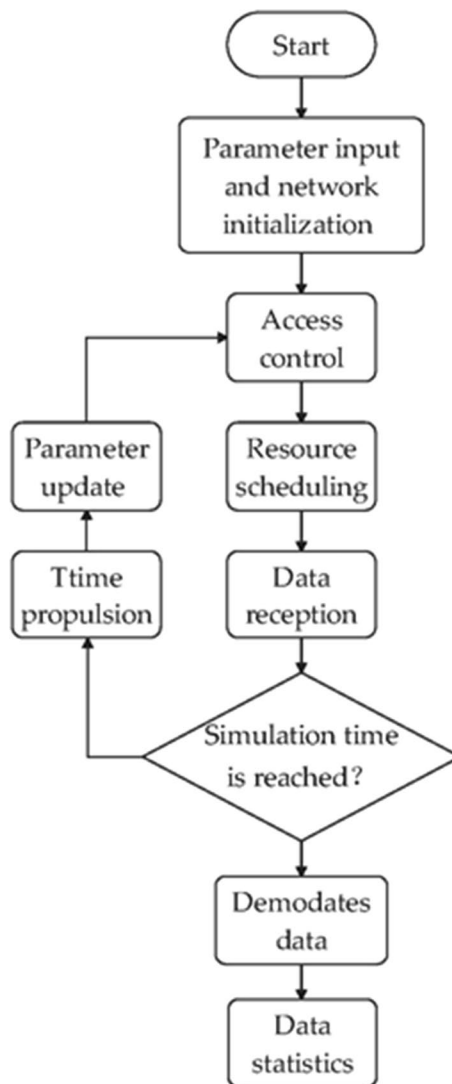 Start
Parameter input
and network
initialization
Access
control
Parameter
update
Resource
scheduling
Ttime
propulsion
Data
reception
Simulation time
is reached?
Demodates
data
Data
statistics